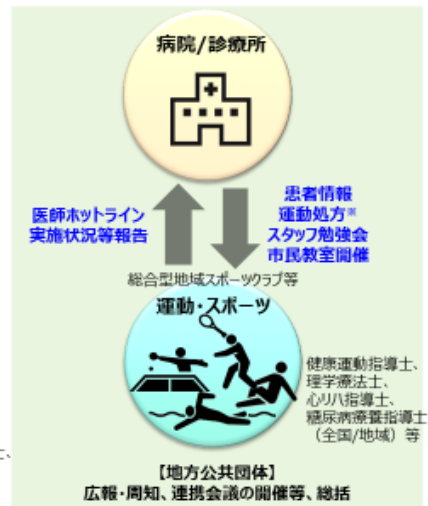 病院/診療所
医師ホットライン
実施状況等報告
患者情報
運動処方※
スタッフ勉強会
市民教室開催
総合型地域スポーツクラブ等
運動・スポーツ
健康運動指導士、
理学療法士、
心リハ指導士、
糖尿病療養指導士
（全国/地域）等
【地方公共団体】
広報・周知、連携会議の開催等、総括